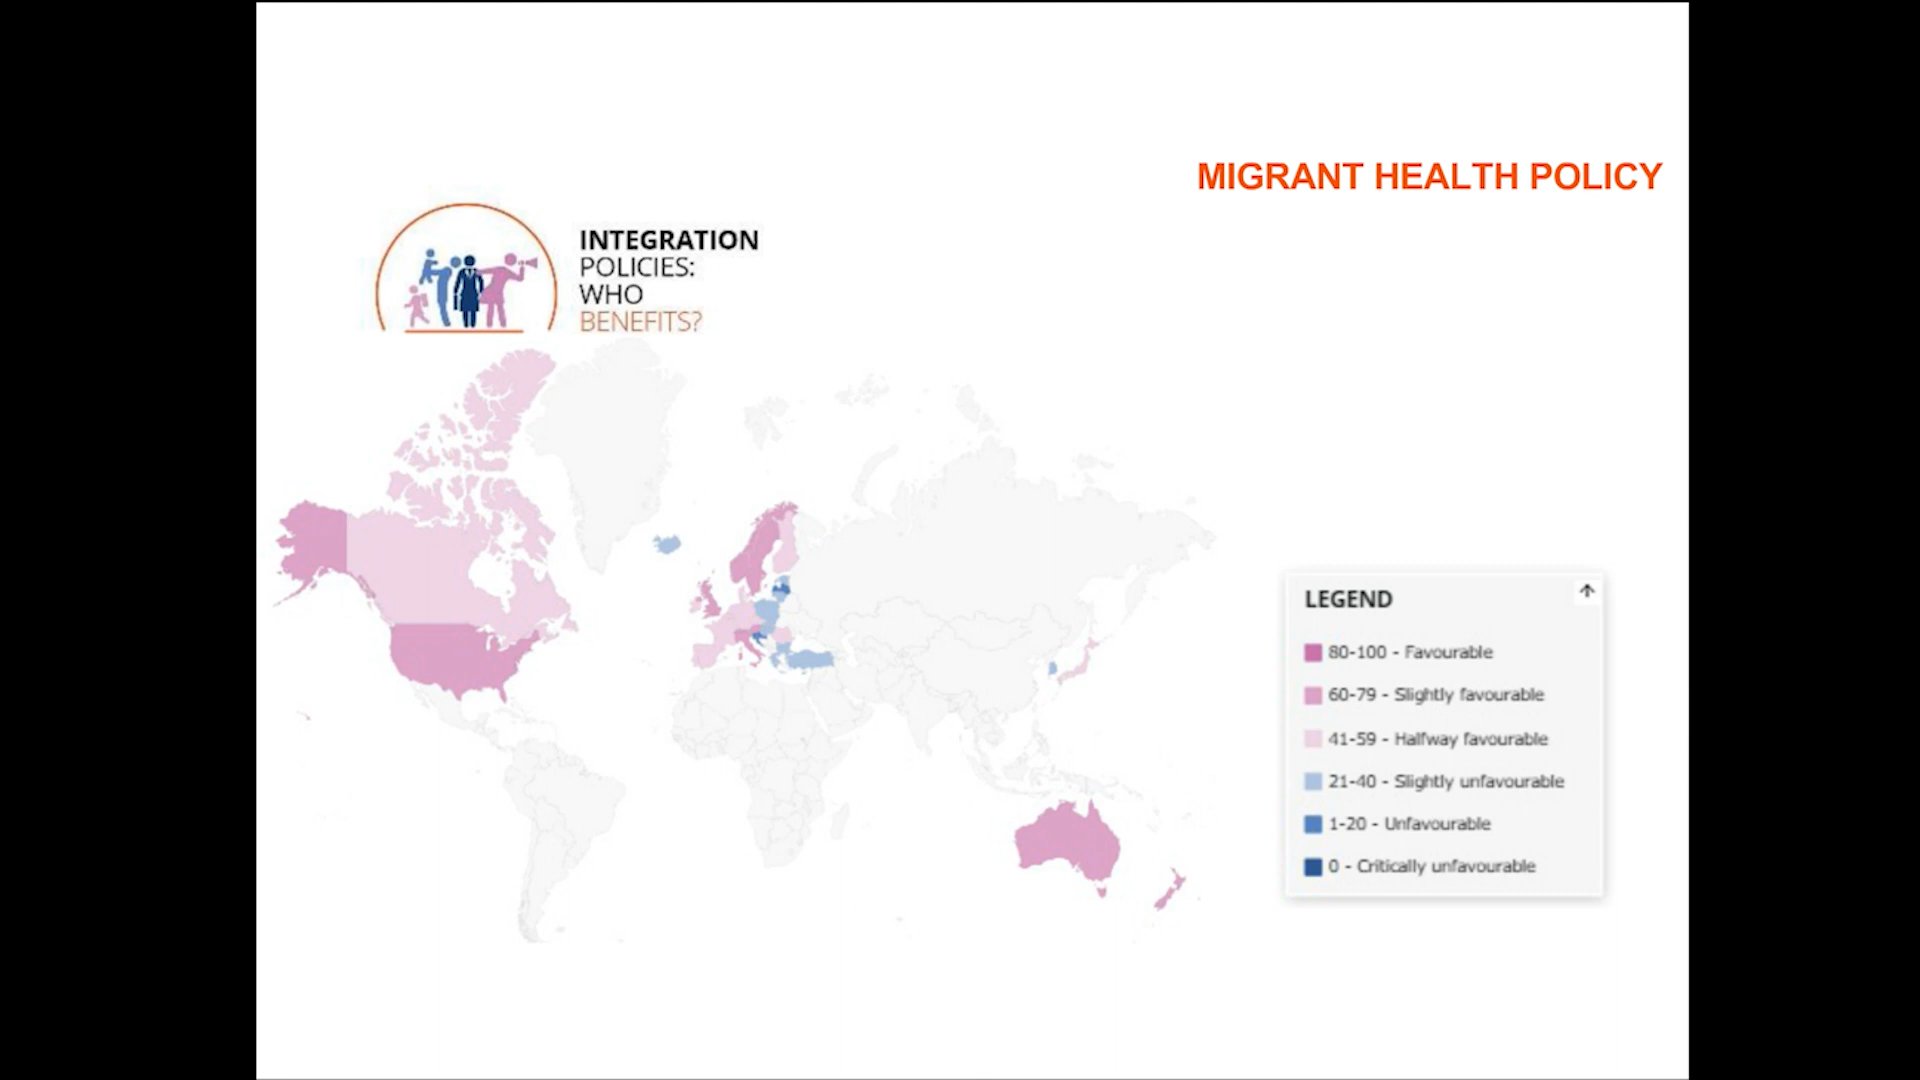 MIGRANT HEALTH POLICY
INTEGRATION
POLICIES:
WHO
BENEFITS?
LEGEND
80-100 - Favourable
60-79 - Slightly favourable
41-59 - Halfway favourable
21-40 - Slightly unfavourable
1-20 - Unfavourable
0 - Critically unfavourable